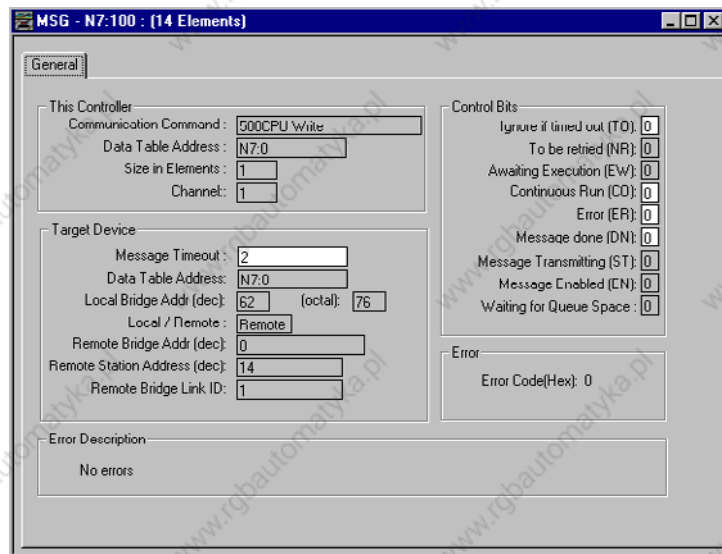 MSG - N7:100 : (14 Elements)
General
This Controller
Communication Command : 500CPU Write
Data Table Address : N7:0
Size in Elements : 1
Channel: 1
Target Device
Message Timeout : 2
Data Table Address: N7:0
Local Bridge Addr (dec): 62 (octal): 76
Local / Remote : Remote
Remote Bridge Addr (dec): 0
Remote Station Address (dec): 14
Remote Bridge Link ID: 1
Control Bits
Ignore if timed out (TO): 0
To be retried (NR): 0
Awaiting Execution (EW): 0
Continuous Run (CO): 0
Error (ER): 0
Message done (DN): 0
Message Transmitting (ST): 0
Message Enabled (EN): 0
Waiting for Queue Space : 0
Error
Error Code(Hex): 0
Error Description
No errors
www.rgbautomatyka.pl